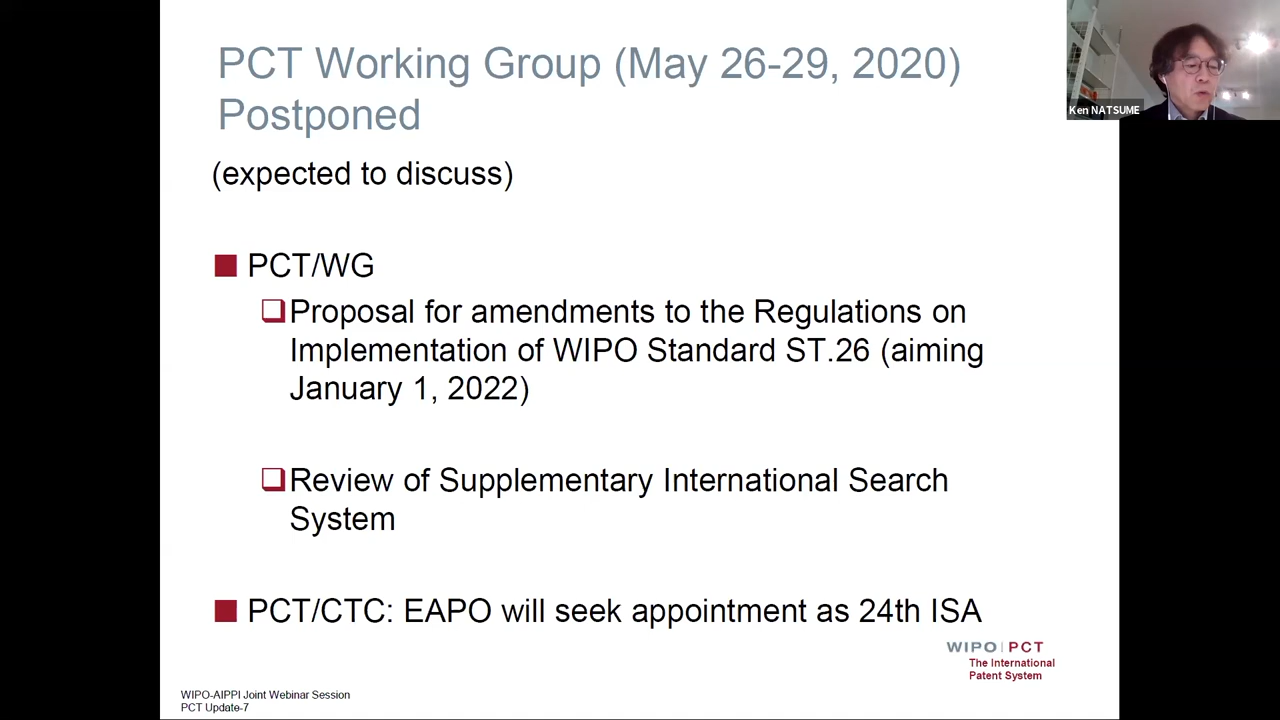 PCT Working Group (May 26-29, 2020)
Postponed
(expected to discuss)
PCT/WG
Proposal for amendments to the Regulations on
Implementation of WIPO Standard ST.26 (aiming
January 1, 2022)
Review of Supplementary International Search
System
PCT/CTC: EAPO will seek appointment as 24th ISA
WIPO|PCT
The International
Patent System
WIPO-AIPPI Joint Webinar Session
PCT Update-7
Ken NATSUME